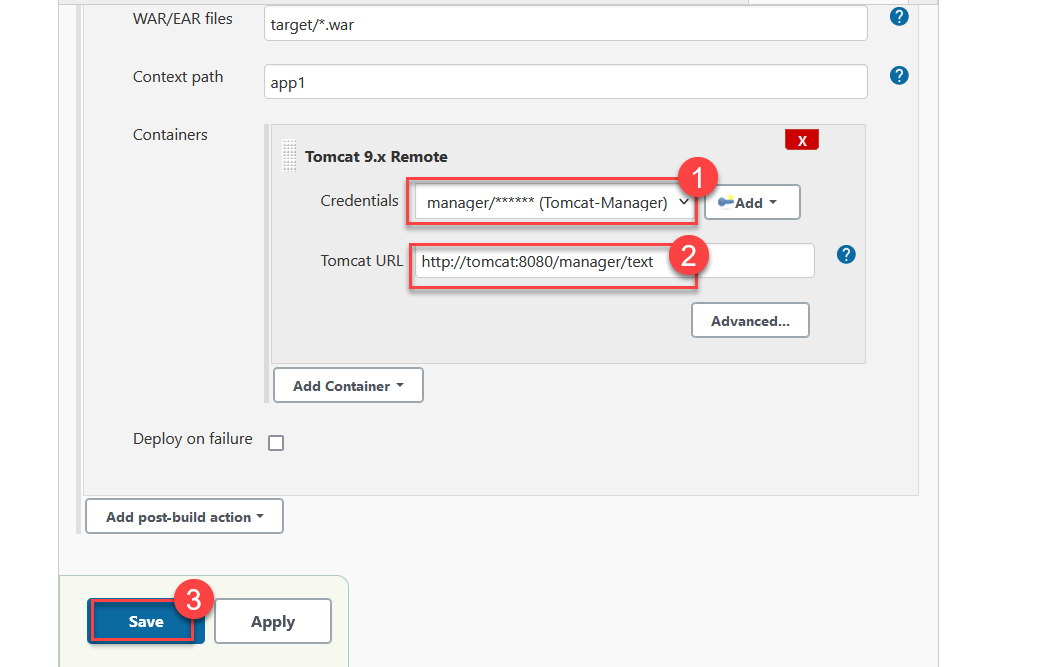 WAR/EAR files
target/*.war
?
Context path
app1
?
Containers
X
Tomcat 9.x Remote
1
Credentials
manager/****** (Tomcat-Manager)
Add
Tomcat URL
http://tomcat:8080/manager/text
2
?
Advanced...
Add Container
Deploy on failure
Add post-build action
3
Save
Apply